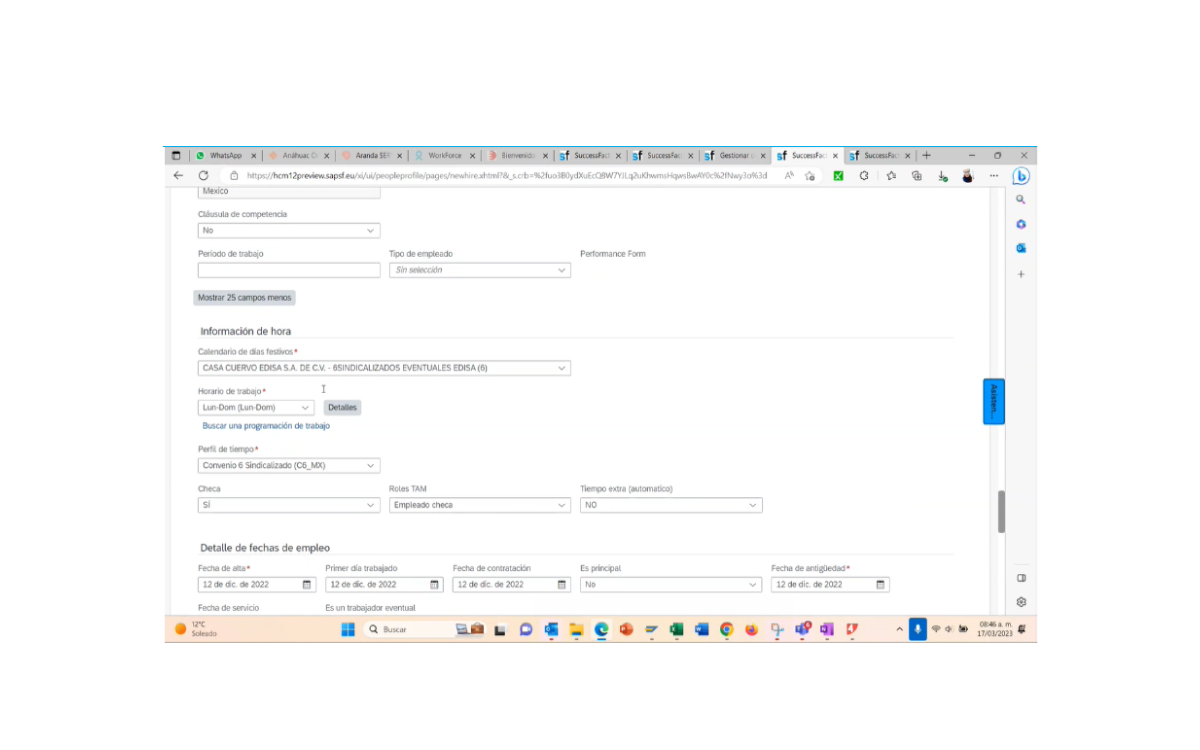 WhatsApp
Anáhuac
Aranda
WorkForce
Bienvenido
SuccessFac
SuccessFac
Gestionar
SuccessFac
SuccessFac
https://hcm12preview.sapsf.eu/xi/ui/peopleprofile/pages/newhire.xhtml
Mexico
Cláusula de competencia
No
Período de trabajo Tipo de empleado Performance Form
Sin selección
Mostrar 25 campos menos
Información de hora
Calendario de días festivos*
CASA CUERVO EDISA S.A. DE C.V. - 6SINDICALIZADOS EVENTUALES EDISA (6)
Horario de trabajo*
Lun-Dom (Lun-Dom) Detalles
Buscar una programación de trabajo
Perfil de tiempo*
Convenio 6 Sindicalizado (C6_MX)
Checa Roles TAM Tiempo extra (automatico)
SÍ Empleado checa NO
Detalle de fechas de empleo
Fecha de alta* Primer día trabajado Fecha de contratación Es principal Fecha de antigüedad*
12 de dic. de 2022 12 de dic. de 2022 12 de dic. de 2022 No 12 de dic. de 2022
Fecha de servicio Es un trabajador eventual
Asisten...
12°C
Soleado
Buscar
08:46 a. m.
17/03/2023